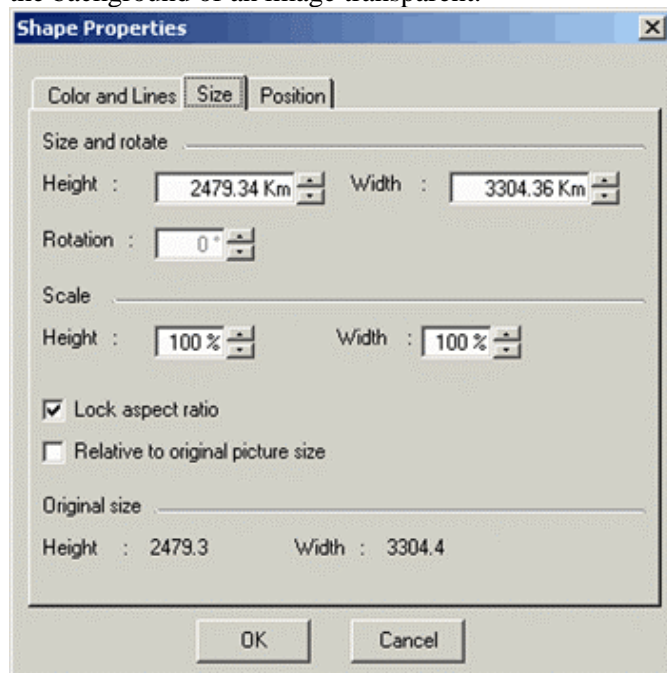 the background of an image transparent.
Shape Properties
Color and Lines Size Position
Size and rotate
Height : 2479.34 Km Width : 3304.36 Km
Rotation : 0 °
Scale
Height : 100 % Width : 100 %
Lock aspect ratio
Relative to original picture size
Original size
Height : 2479.3 Width : 3304.4
OK Cancel